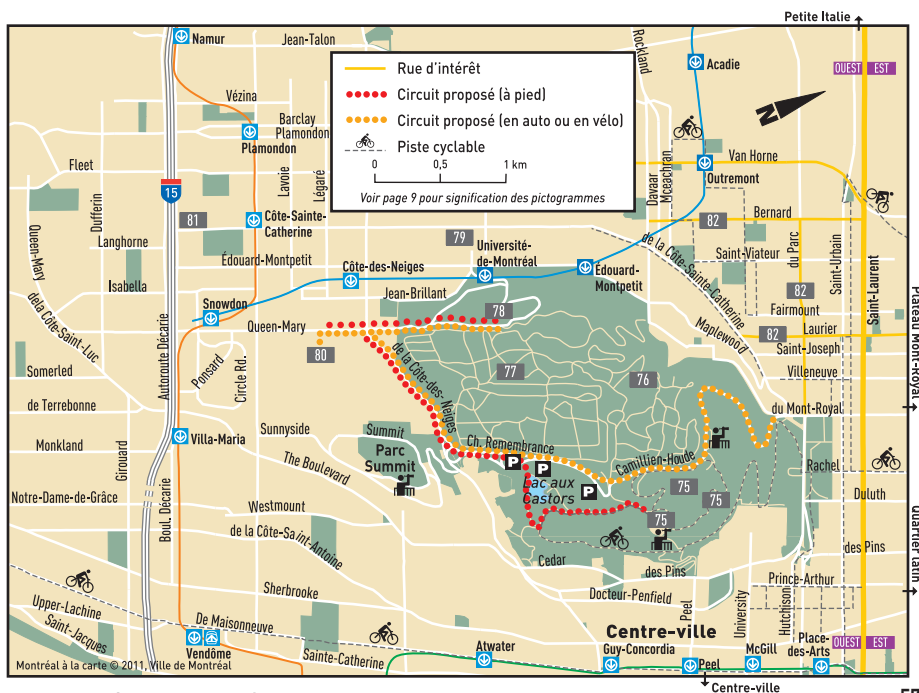 Petite Italie
Namur
Jean-Talon
Rockland
Acadie
OUEST EST
Rue d'intérêt
Circuit proposé (à pied)
Circuit proposé (en auto ou en vélo)
Piste cyclable
0 0,5 1 km
Voir page 9 pour signification des pictogrammes
N
Vézina
Barclay
Plamondon
Plamondon
Fleet
Lavoie
Légaré
15
Dufferin
Queen-Mary
81
Côte-Sainte-
Catherine
Langhorne
Édouard-Montpetit
Isabella
Van Horne
Outremont
Davaar
McEachran
82
Bernard
de la Côte-Sainte-Catherine
Saint-Viateur
du Parc
Saint-Urbain
Saint-Laurent
79
Université-
de-Montréal
Édouard-
Montpetit
Côte-des-Neiges
Jean-Brillant
78
Snowdon
Queen-Mary
80
dela Côte-Saint-Luc
Autoroute Décarie
Ponsard
Circle Rd.
82
Fairmount
Maplewood
82
Laurier
Saint-Joseph
Villeneuve
Plateau Mont-Royal
du Mont-Royal
77
76
de la Côte-des-
Neiges
Somerled
de Terrebonne
Monkland
Girouard
Villa-Maria
Sunnyside
Summit
Parc
Summit
The Boulevard
Ch. Remembrance
Camillien-Houde
P
P
P
Lac aux
Castors
75
75
75
Rachel
Duluth
Notre-Dame-de-Grâce
Boul. Décarie
Westmount
de la Côte-Saint-Antoine
Cedar
des Pins
des Pins
Quartier latin
Docteur-Penfield
Prince-Arthur
Sherbrooke
Upper-Lachine
Saint-Jacques
De Maisonneuve
Vendôme
Sainte-Catherine
Atwater
Centre-ville
Guy-Concordia
Peel
Peel
University
McGill
Hutchison
Place-
des-Arts
OUEST EST
Montréal à la carte © 2011, Ville de Montréal
Centre-ville